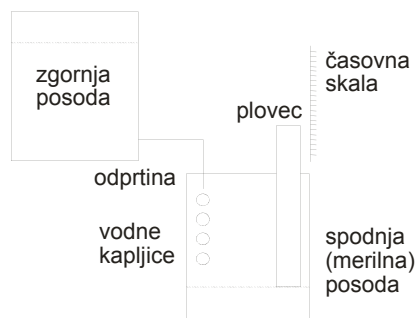 zgornja
posoda
časovna
skala
plovec
odprtina
vodne
kapljice
spodnja
(merilna)
posoda